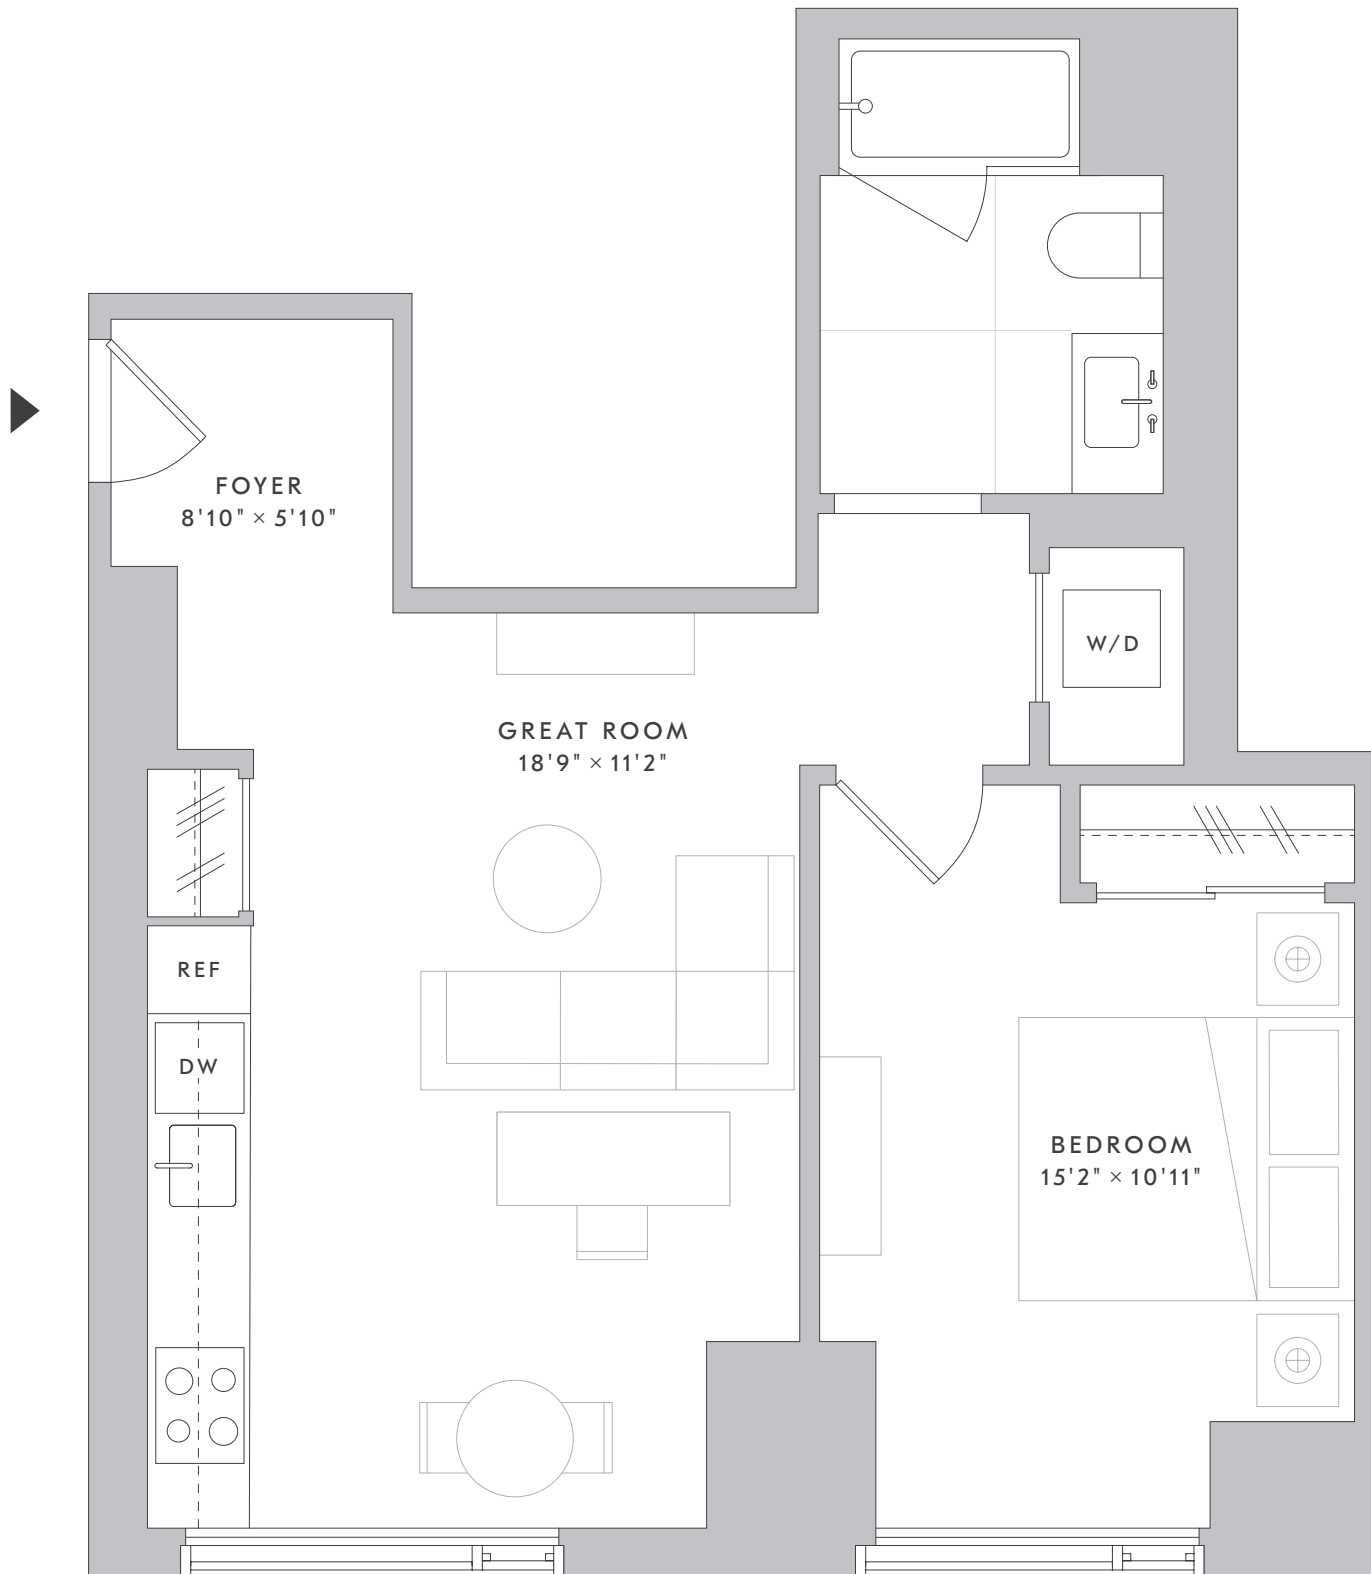 FOYER
8'10" × 5'10"
W/D
GREAT ROOM
18'9" × 11'2"
REF
DW
BEDROOM
15'2" × 10'11"